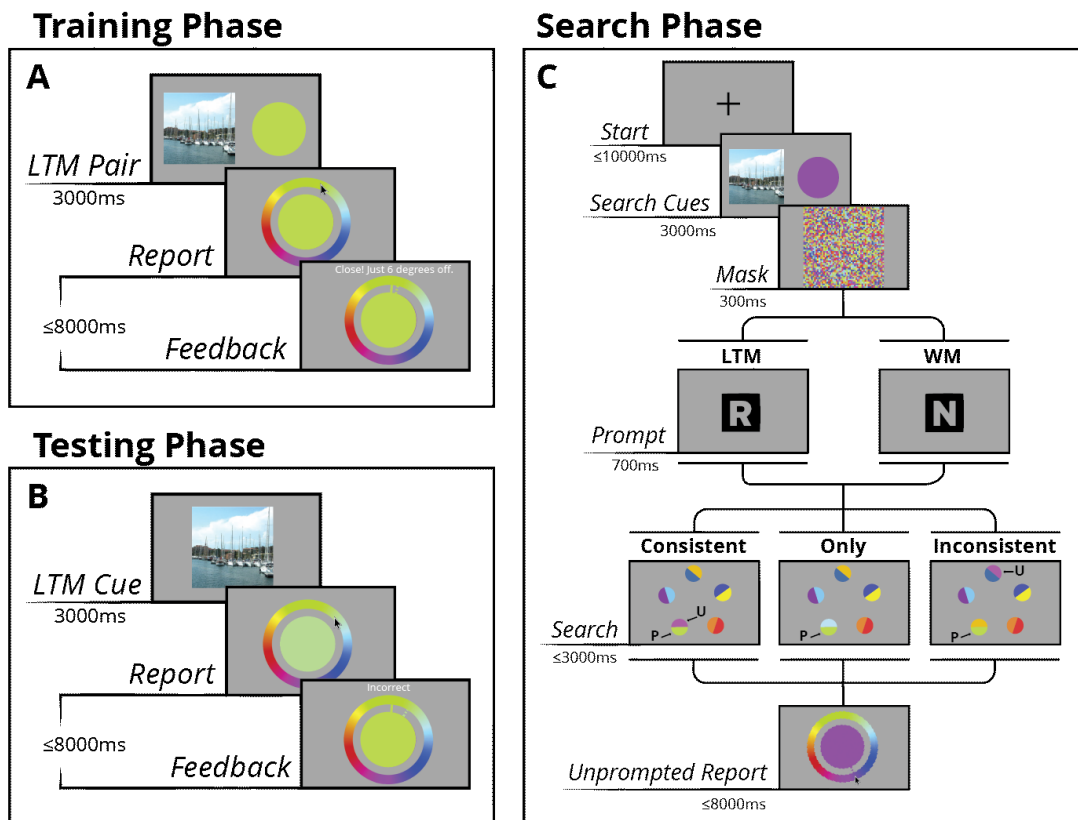 Training Phase
A
LTM Pair
3000ms
Report
Close! Just 6 degrees off.
≤8000ms
Feedback
Testing Phase
B
LTM Cue
3000ms
Report
Incorrect
≤8000ms
Feedback
Search Phase
C
Start
≤10000ms
Search Cues
3000ms
Mask
300ms
LTM WM
R N
Prompt
700ms
Consistent Only Inconsistent
U
U
P P P
Search
≤3000ms
Unprompted Report
≤8000ms